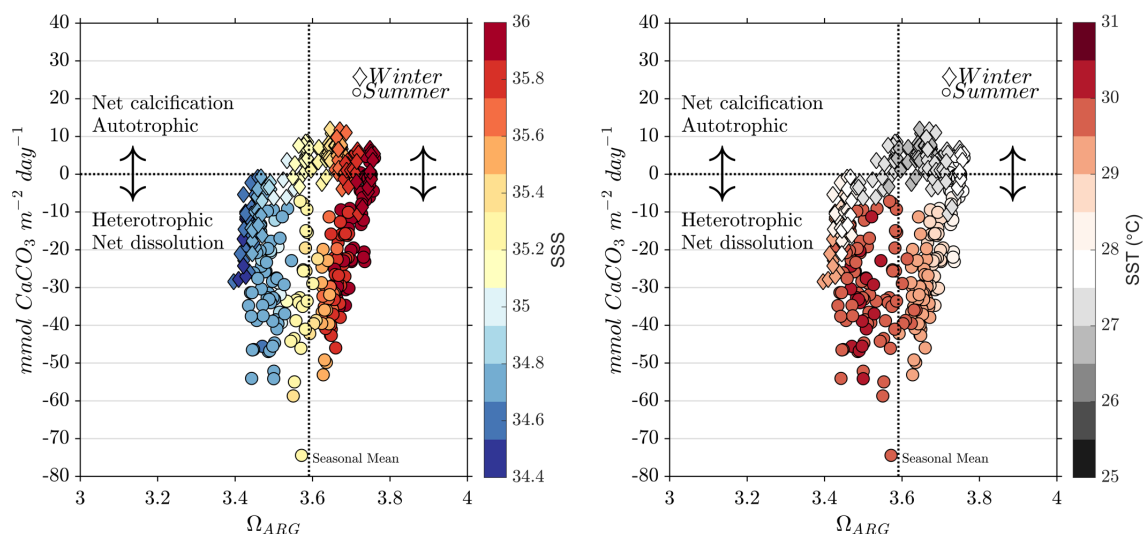 40
30
20
10
0
-10
-20
-30
-40
-50
-60
-70
-80
mmol CaCO3 m−2 day−1
3
3.2
3.4
3.6
3.8
4
ΩARG
Net calcification
Autotrophic
Heterotrophic
Net dissolution
Winter
Summer
Seasonal Mean
36
35.8
35.6
35.4
35.2
35
34.8
34.6
34.4
SSS
40
30
20
10
0
-10
-20
-30
-40
-50
-60
-70
-80
mmol CaCO3 m−2 day−1
3
3.2
3.4
3.6
3.8
4
ΩARG
Net calcification
Autotrophic
Heterotrophic
Net dissolution
Winter
Summer
Seasonal Mean
31
30
29
28
27
26
25
SST (°C)